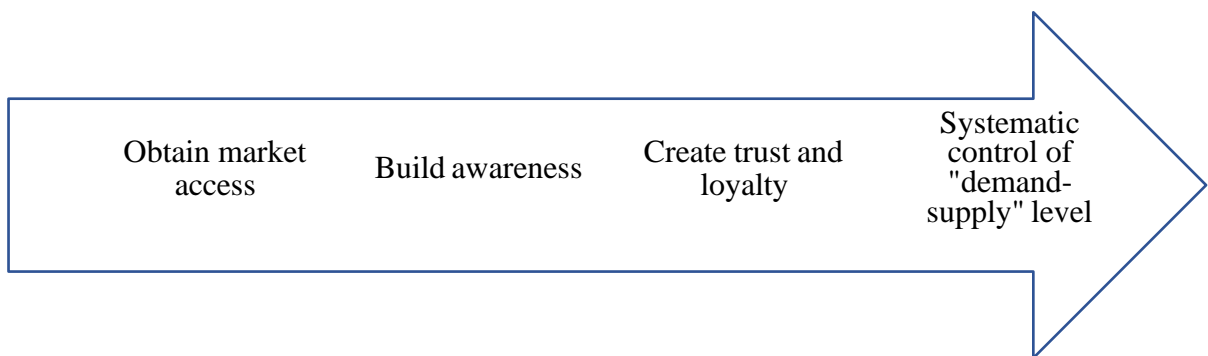 Obtain market
access
Build awareness
Create trust and
loyalty
Systematic
control of
"demand-
supply" level